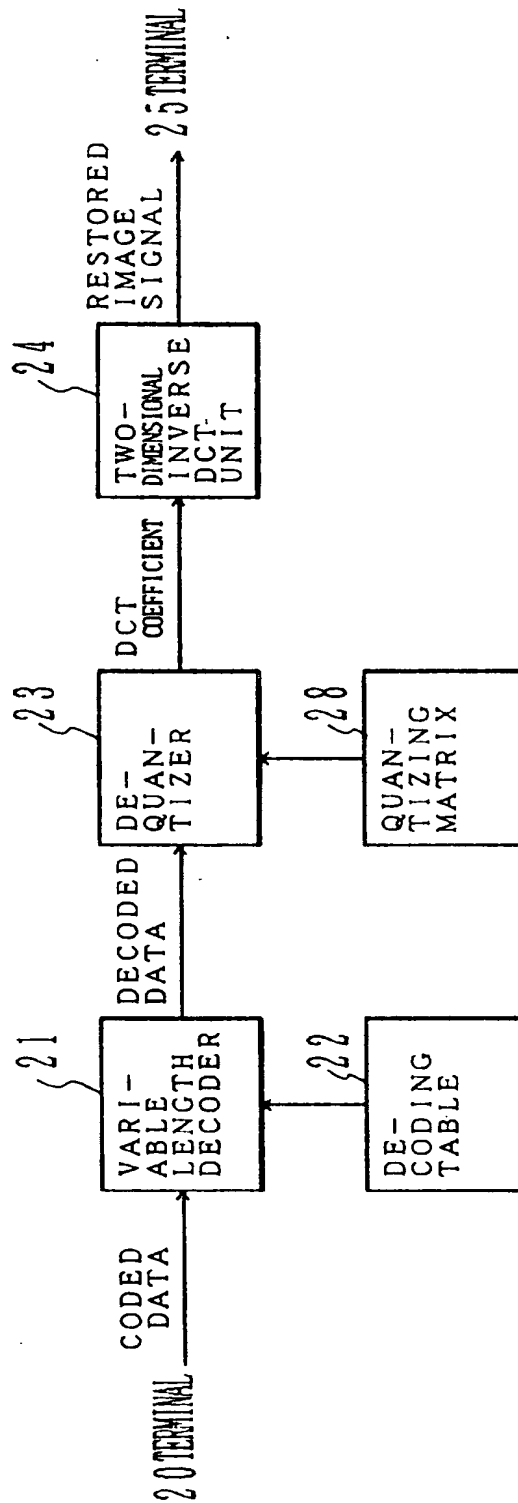 20 TERMINAL
CODED
DATA
21
VARI-
ABLE
LENGTH
DECODER
22
DE-
CODING
TABLE
DECODED
DATA
23
DE-
QUAN-
TIZER
28
QUAN-
TIZING
MATRIX
DCT
COEFFICIENT
24
TWO-
DIMENSIONAL
INVERSE
DCT-
UNIT
RESTORED
IMAGE
SIGNAL
25 TERMINAL